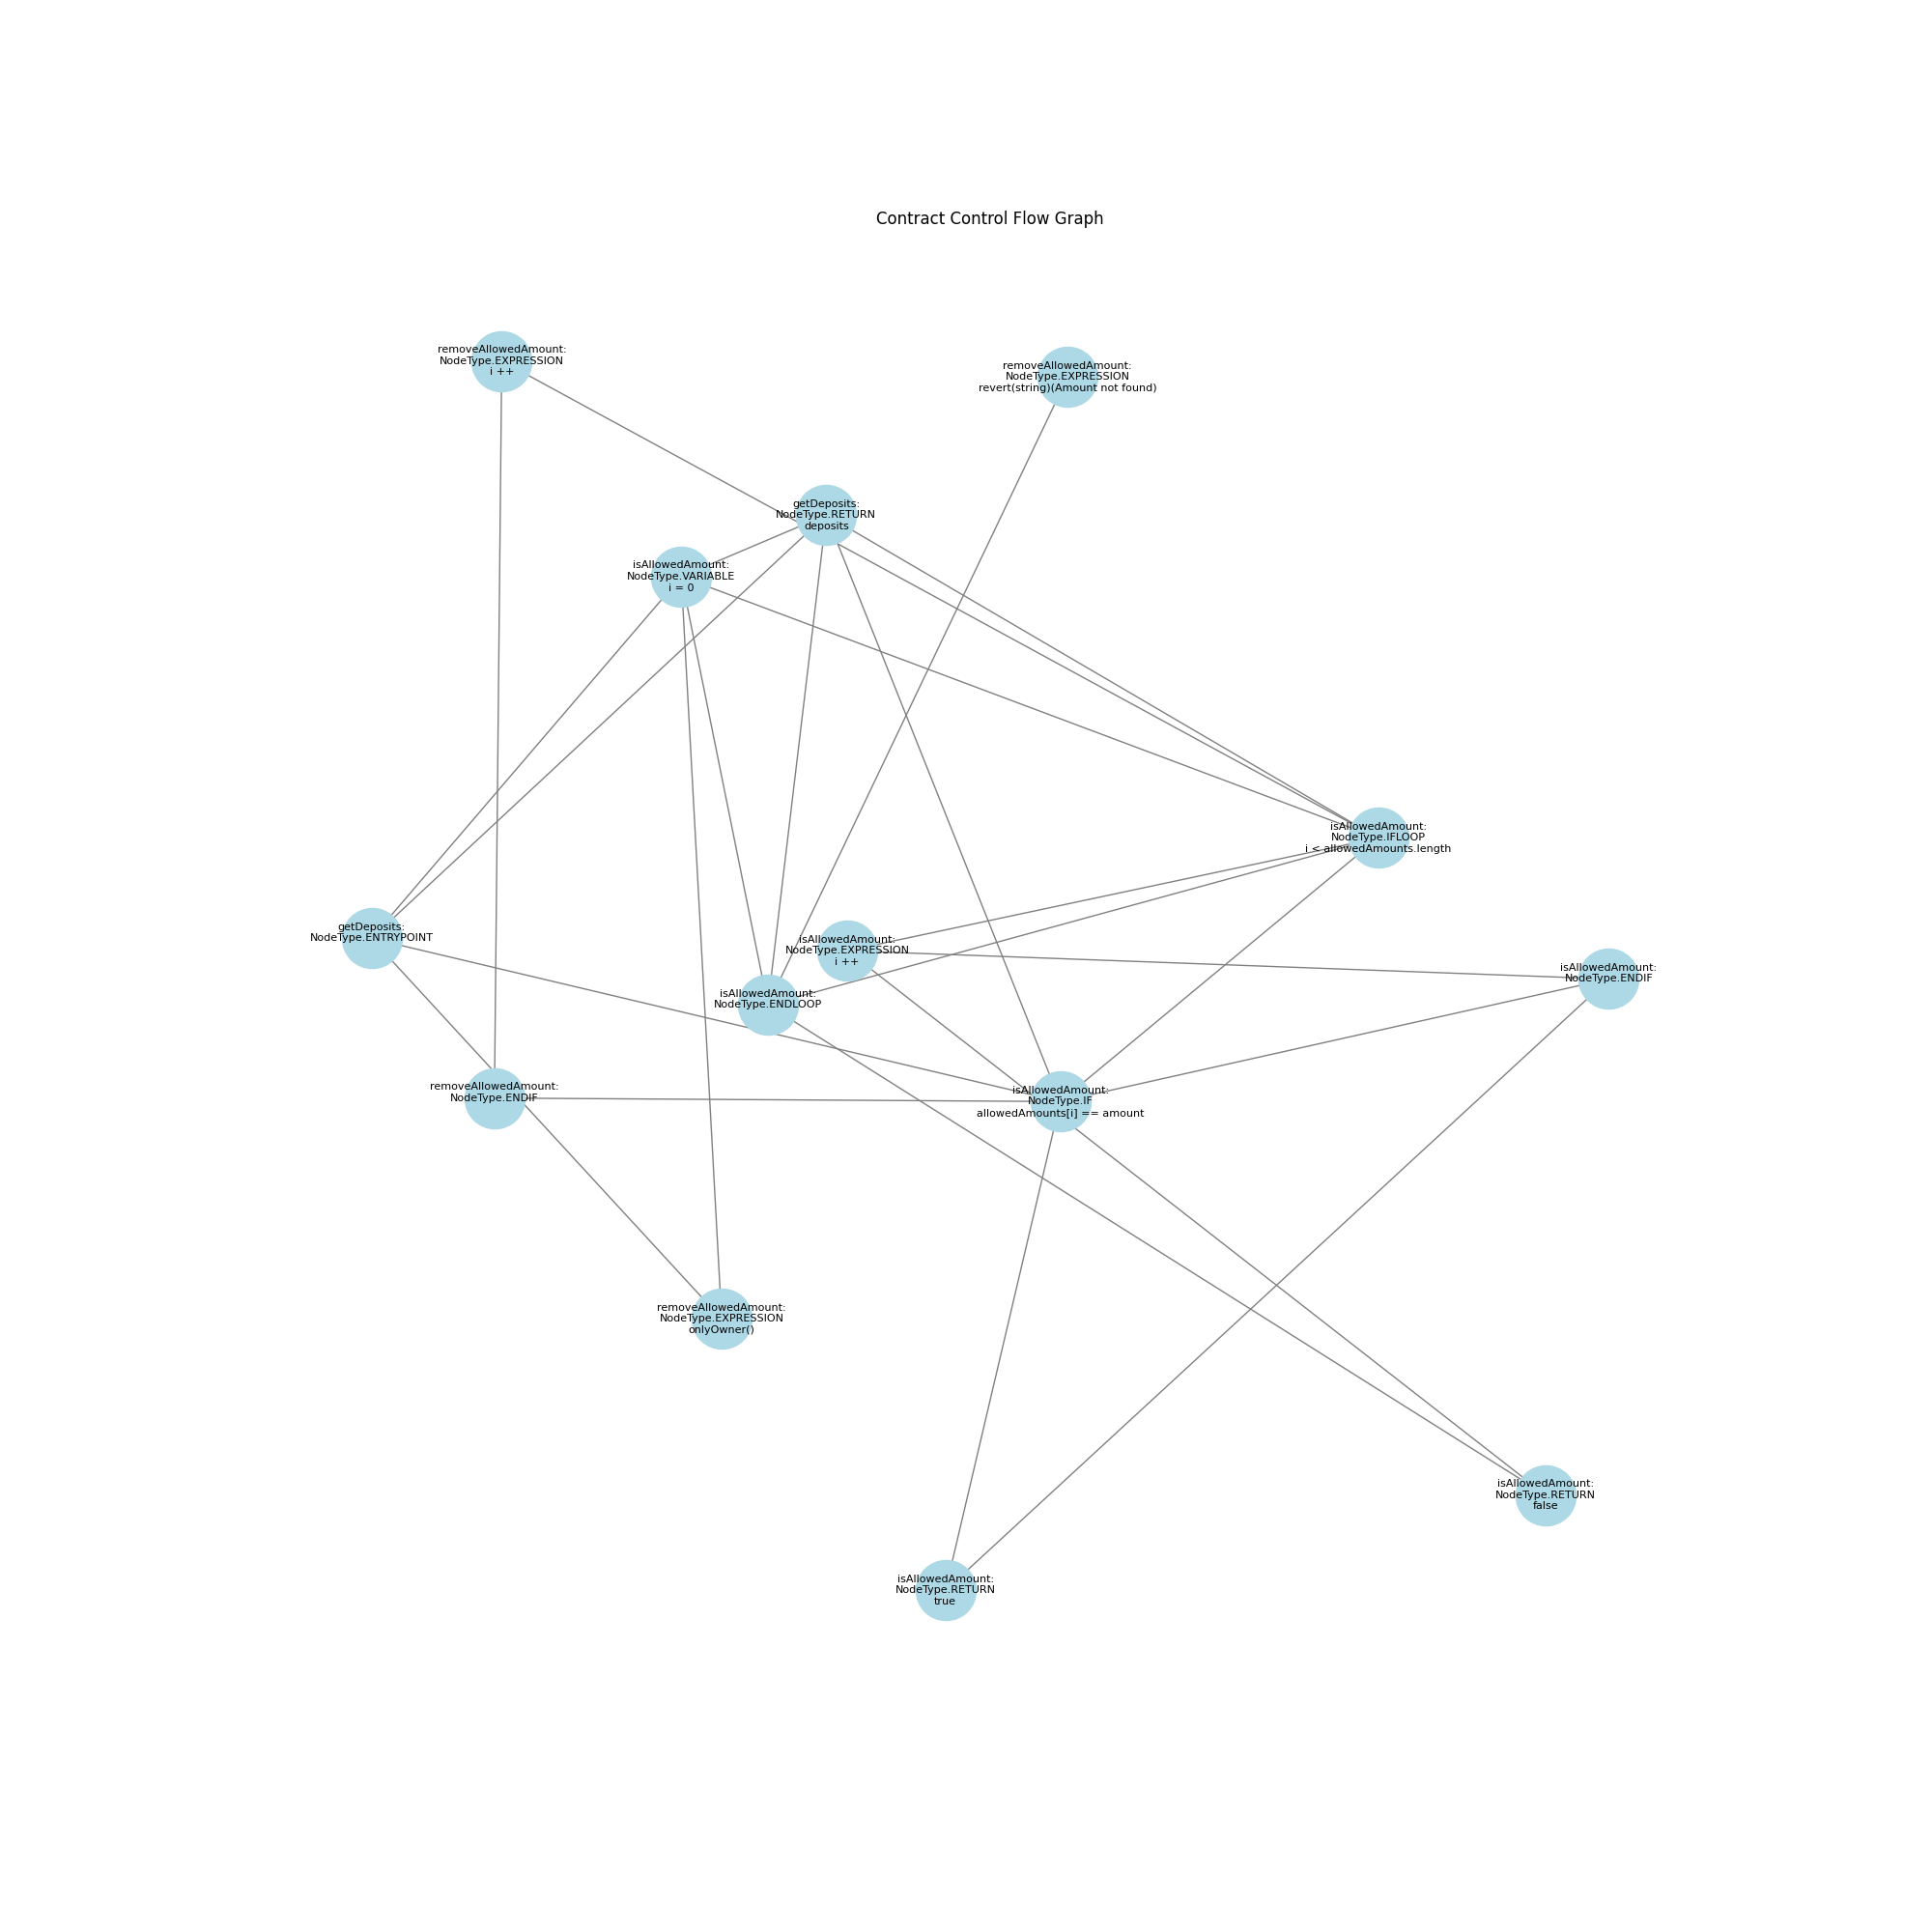 Contract Control Flow Graph
removeAllowedAmount:
NodeType.EXPRESSION
i ++
removeAllowedAmount:
NodeType.EXPRESSION
revert(string)(Amount not found)
getDeposits:
NodeType.RETURN
deposits
isAllowedAmount:
NodeType.VARIABLE
i = 0
isAllowedAmount:
NodeType.IFLOOP
i < allowedAmounts.length
getDeposits:
NodeType.ENTRYPOINT
isAllowedAmount:
NodeType.EXPRESSION
i ++
isAllowedAmount:
NodeType.ENDIF
isAllowedAmount:
NodeType.ENDLOOP
removeAllowedAmount:
NodeType.ENDIF
isAllowedAmount:
NodeType.IF
allowedAmounts[i] == amount
removeAllowedAmount:
NodeType.EXPRESSION
onlyOwner()
isAllowedAmount:
NodeType.RETURN
false
isAllowedAmount:
NodeType.RETURN
true